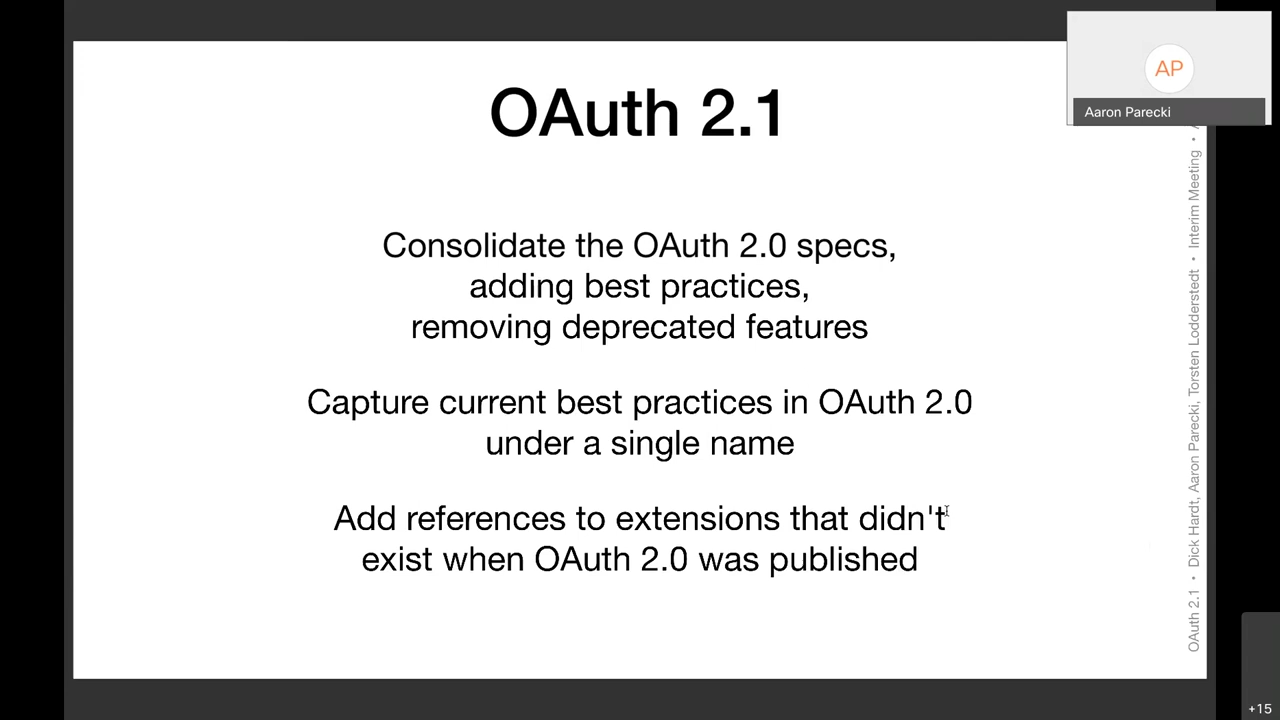 OAuth 2.1
Consolidate the OAuth 2.0 specs,
adding best practices,
removing deprecated features
Capture current best practices in OAuth 2.0
under a single name
Add references to extensions that didn't
exist when OAuth 2.0 was published
AP
Aaron Parecki
OAuth 2.1 • Dick Hardt, Aaron Parecki, Torsten Lodderstedt • Interim Meeting •
+15